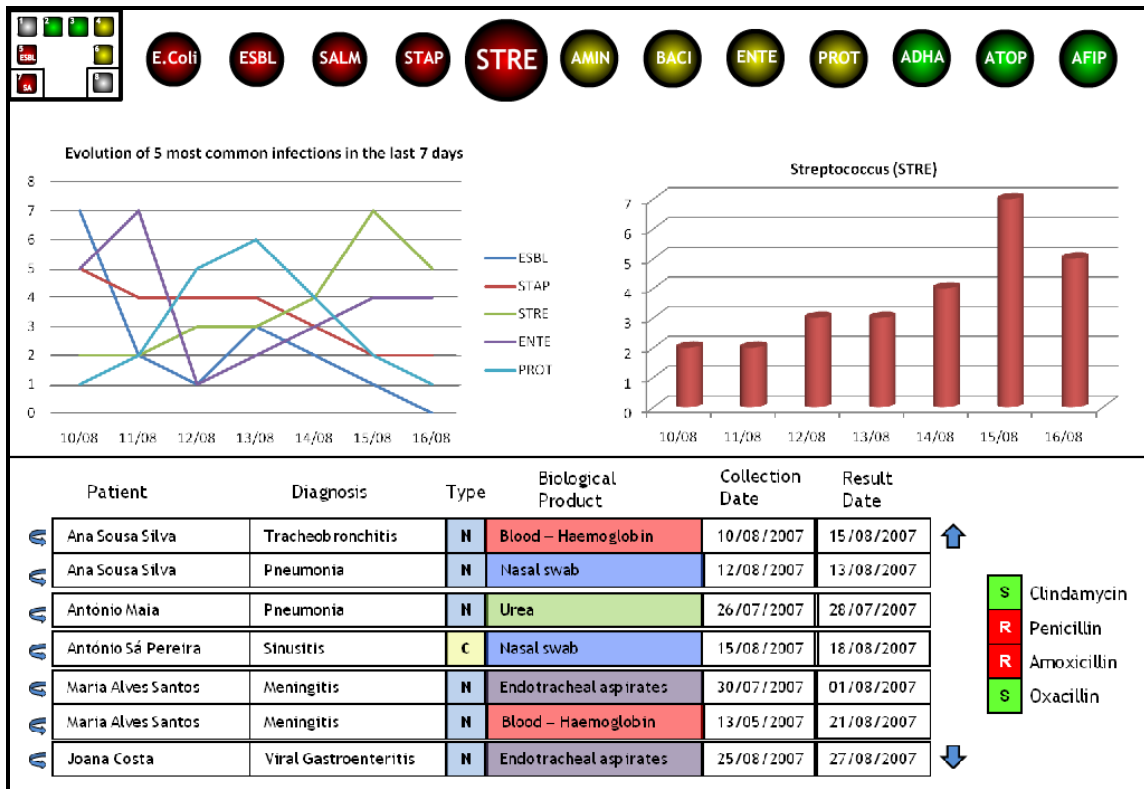 1 2 3 4
5 ESBL 6
7 SA 8
E.Coli ESBL SALM STAP STRE AMIN BACI ENTE PROT ADHA ATOP AFIP
Evolution of 5 most common infections in the last 7 days
8
7
6
5
4
3
2
1
0
10/08 11/08 12/08 13/08 14/08 15/08 16/08
ESBL
STAP
STRE
ENTE
PROT
Streptococcus (STRE)
7
6
5
4
3
2
1
0
10/08 11/08 12/08 13/08 14/08 15/08 16/08
Patient Diagnosis Type Biological Product Collection Date Result Date
Ana Sousa Silva Tracheobronchitis N Blood – Haemoglobin 10/08/2007 15/08/2007
Ana Sousa Silva Pneumonia N Nasal swab 12/08/2007 13/08/2007
António Maia Pneumonia N Urea 26/07/2007 28/07/2007
António Sá Pereira Sinusitis C Nasal swab 15/08/2007 18/08/2007
Maria Alves Santos Meningitis N Endotracheal aspirates 30/07/2007 01/08/2007
Maria Alves Santos Meningitis N Blood – Haemoglobin 13/05/2007 21/08/2007
Joana Costa Viral Gastroenteritis N Endotracheal aspirates 25/08/2007 27/08/2007
S Clindamycin
R Penicillin
R Amoxicillin
S Oxacillin